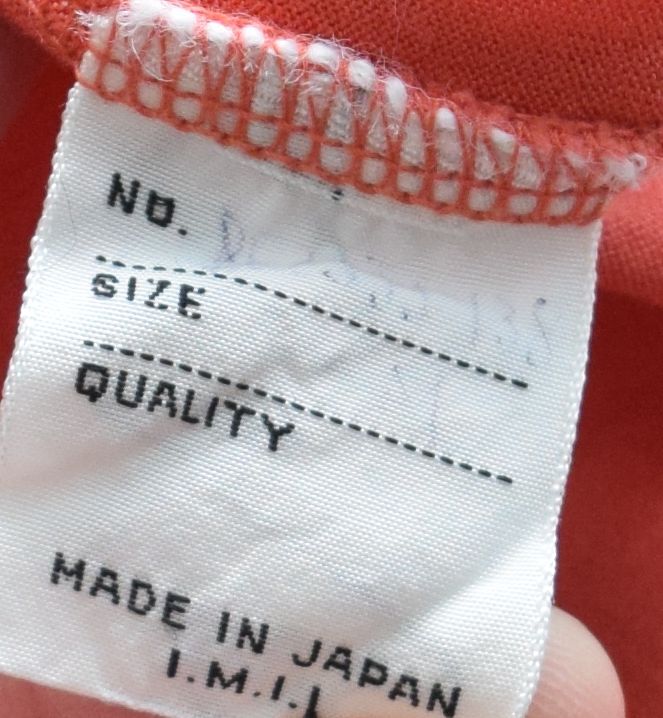 NO.
SIZE
QUALITY
MADE IN JAPAN
I.M.I.